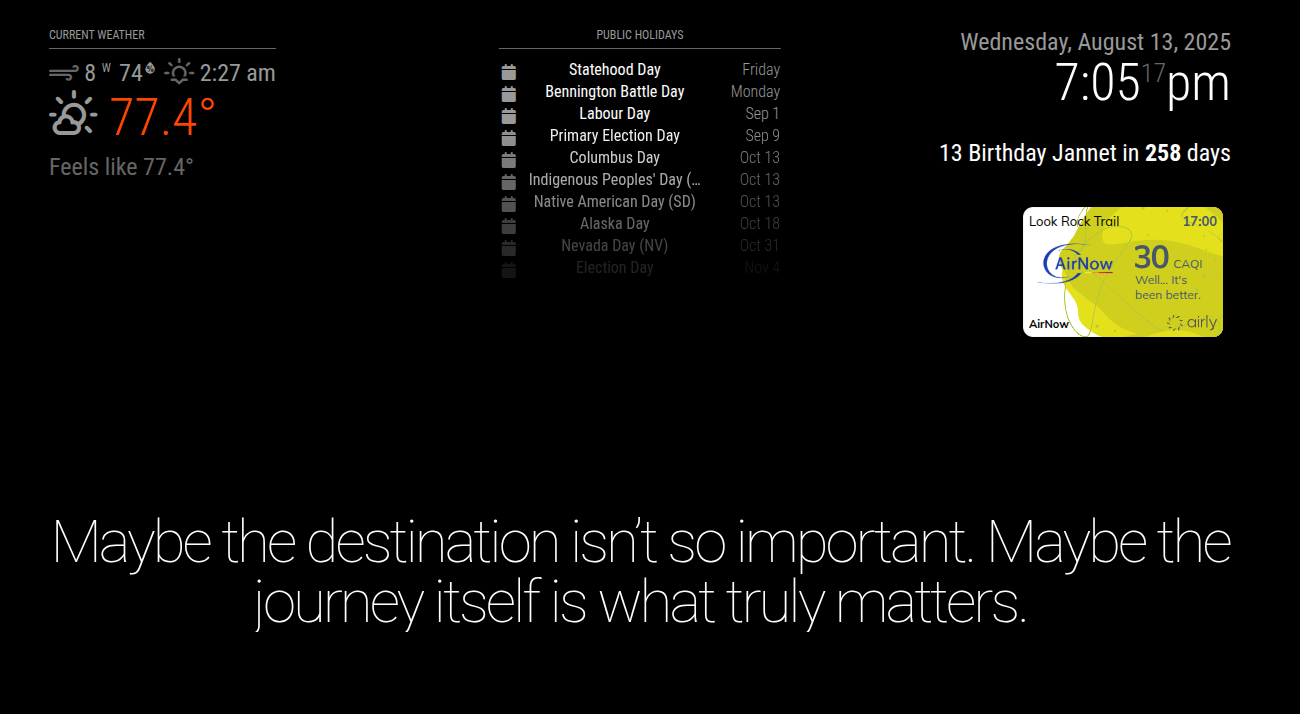 CURRENT WEATHER
8 W 74% 2:27 am
77.4°
Feels like 77.4°
PUBLIC HOLIDAYS
Statehood Day Friday
Bennington Battle Day Monday
Labour Day Sep 1
Primary Election Day Sep 9
Columbus Day Oct 13
Indigenous Peoples' Day (… Oct 13
Native American Day (SD) Oct 13
Alaska Day Oct 18
Nevada Day (NV) Oct 31
Election Day Nov 4
Wednesday, August 13, 2025
7:05 17 pm
13 Birthday Jannet in 258 days
Look Rock Trail 17:00
AirNow
30 CAQI
Well... It's
been better.
AirNow airly
Maybe the destination isn’t so important. Maybe the
journey itself is what truly matters.